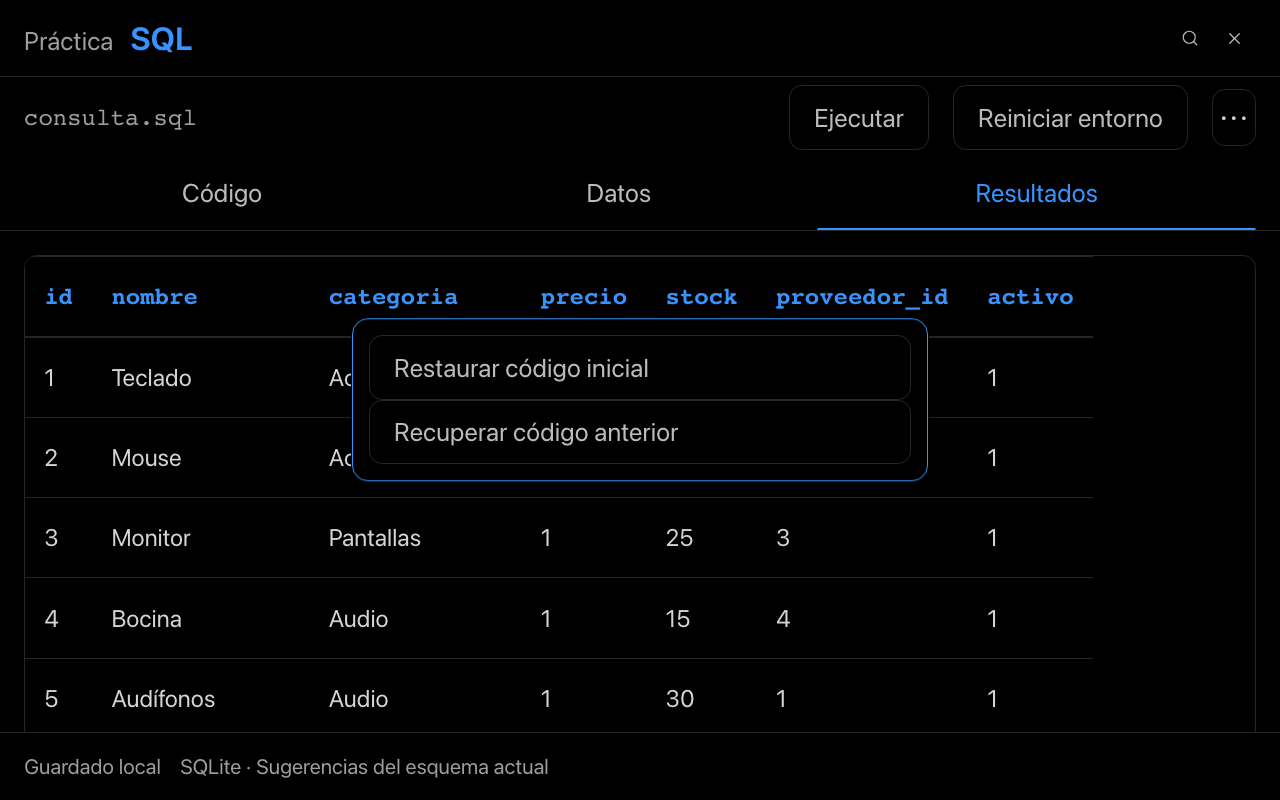 Práctica SQL
consulta.sql
Ejecutar
Reiniciar entorno
Código
Datos
Resultados
id nombre categoria precio stock proveedor_id activo
Restaurar código inicial
1 Teclado 1
Recuperar código anterior
2 Mouse 1
3 Monitor Pantallas 1 25 3 1
4 Bocina Audio 1 15 4 1
5 Audífonos Audio 1 30 1 1
Guardado local SQLite · Sugerencias del esquema actual